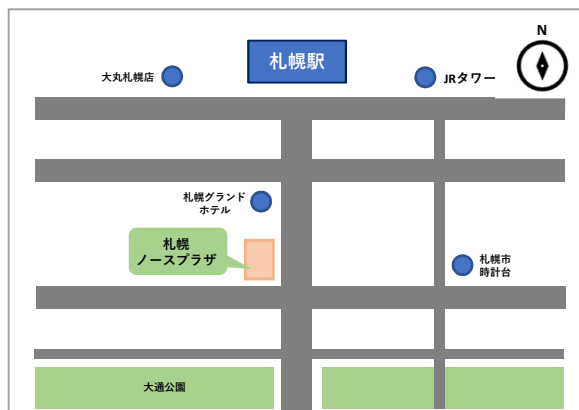 N
札幌駅
大丸札幌店
JRタワー
札幌グランド
ホテル
札幌
ノースプラザ
札幌市
時計台
大通公園